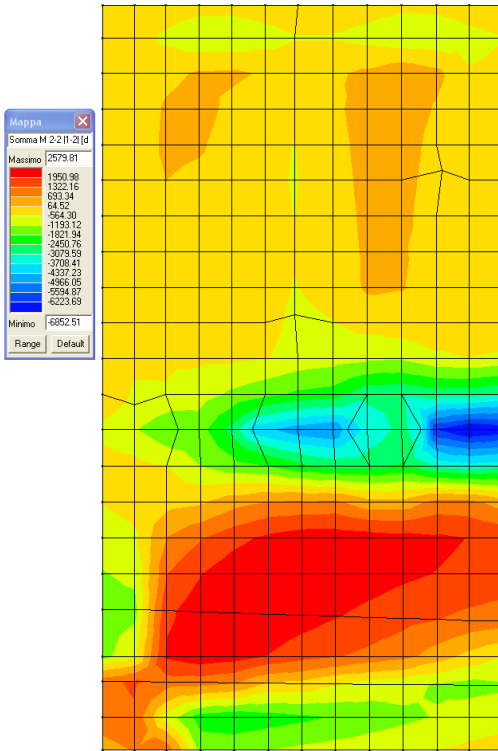 Mappa
Somma M 2-2 [1-2] [d
Massimo 2579.81
1950.98
1322.16
693.34
64.52
-564.30
-1193.12
-1821.94
-2450.76
-3079.59
-3708.41
-4337.23
-4966.05
-5594.87
-6223.69
Minimo -6852.51
Range Default